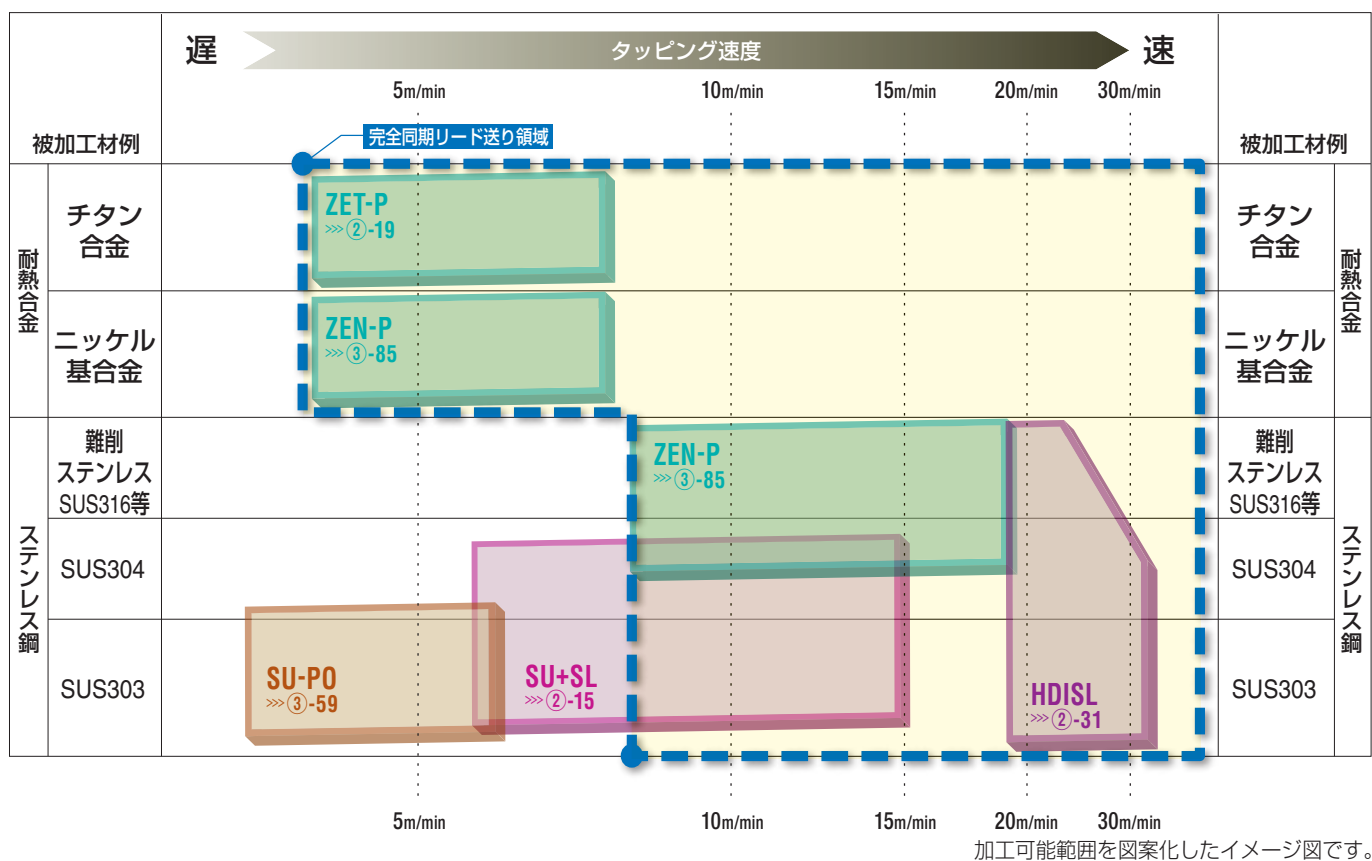 遅
タッピング速度
速
5m/min
10m/min
15m/min
20m/min
30m/min
被加工材例
完全同期リード送り領域
被加工材例
耐熱合金
チタン
合金
ZET-P
>>>②-19
チタン
合金
耐熱合金
ニッケル
基合金
ZEN-P
>>>③-85
ニッケル
基合金
ステンレス鋼
難削
ステンレス
SUS316等
ZEN-P
>>>③-85
難削
ステンレス
SUS316等
ステンレス鋼
SUS304
SUS304
SUS303
SU-PO
>>>③-59
SU+SL
>>>②-15
HDISL
>>>②-31
SUS303
5m/min
10m/min
15m/min
20m/min
30m/min
加工可能範囲を図案化したイメージ図です。